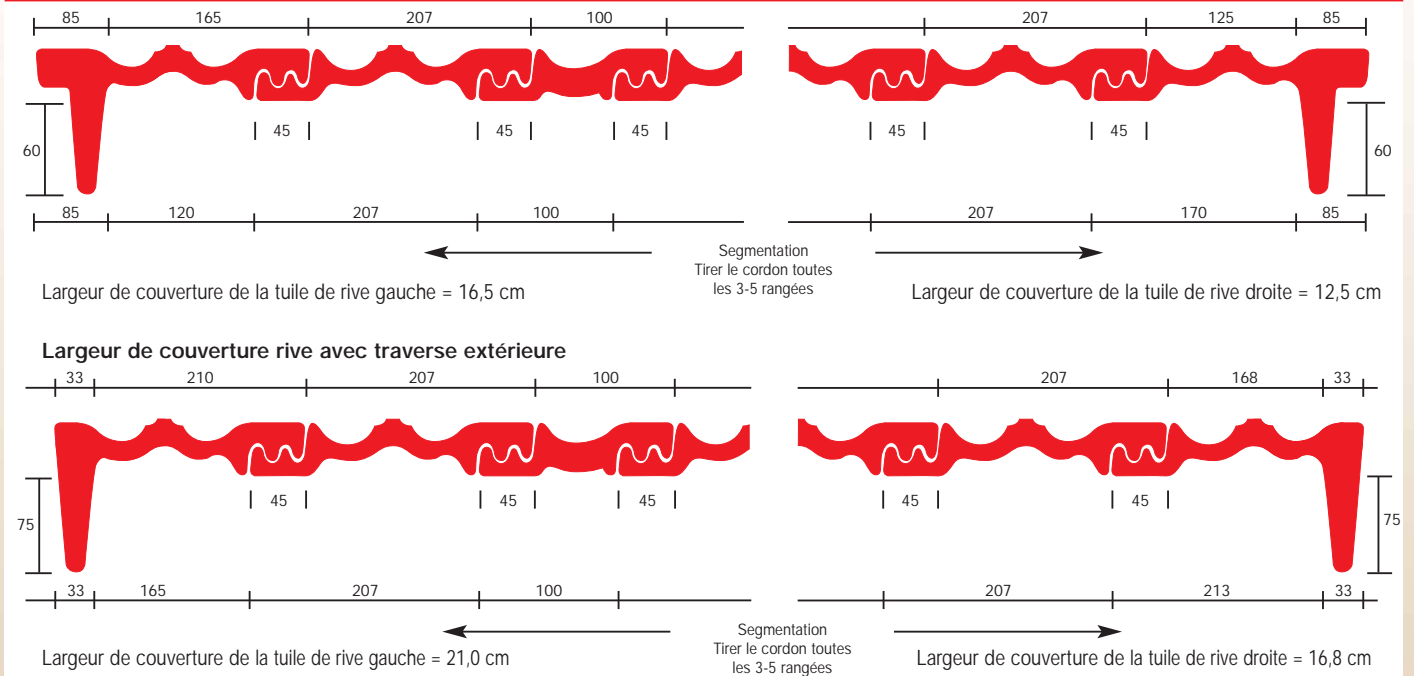 85 165 207 100 207 125 85
45 45 45 45 45
60 60
85 120 207 100 207 170 85
Segmentation
Tirer le cordon toutes
les 3-5 rangées
Largeur de couverture de la tuile de rive gauche = 16,5 cm
Largeur de couverture de la tuile de rive droite = 12,5 cm
Largeur de couverture rive avec traverse extérieure
33 210 207 100 207 168 33
45 45 45 45 45
75 75
33 165 207 100 207 213 33
Segmentation
Tirer le cordon toutes
les 3-5 rangées
Largeur de couverture de la tuile de rive gauche = 21,0 cm
Largeur de couverture de la tuile de rive droite = 16,8 cm